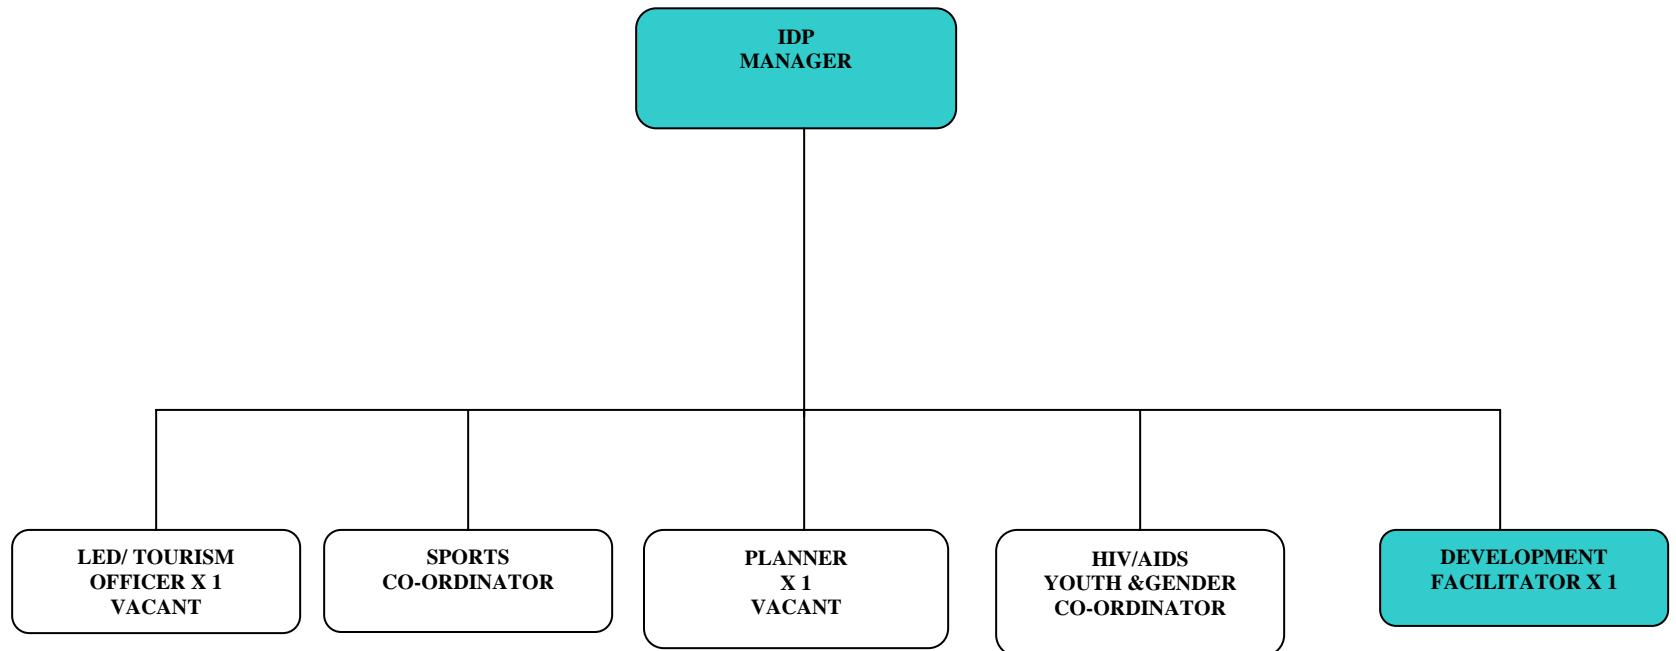 IDP
MANAGER
LED/ TOURISM
OFFICER X 1
VACANT
SPORTS
CO-ORDINATOR
PLANNER
X 1
VACANT
HIV/AIDS
YOUTH &GENDER
CO-ORDINATOR
DEVELOPMENT
FACILITATOR X 1